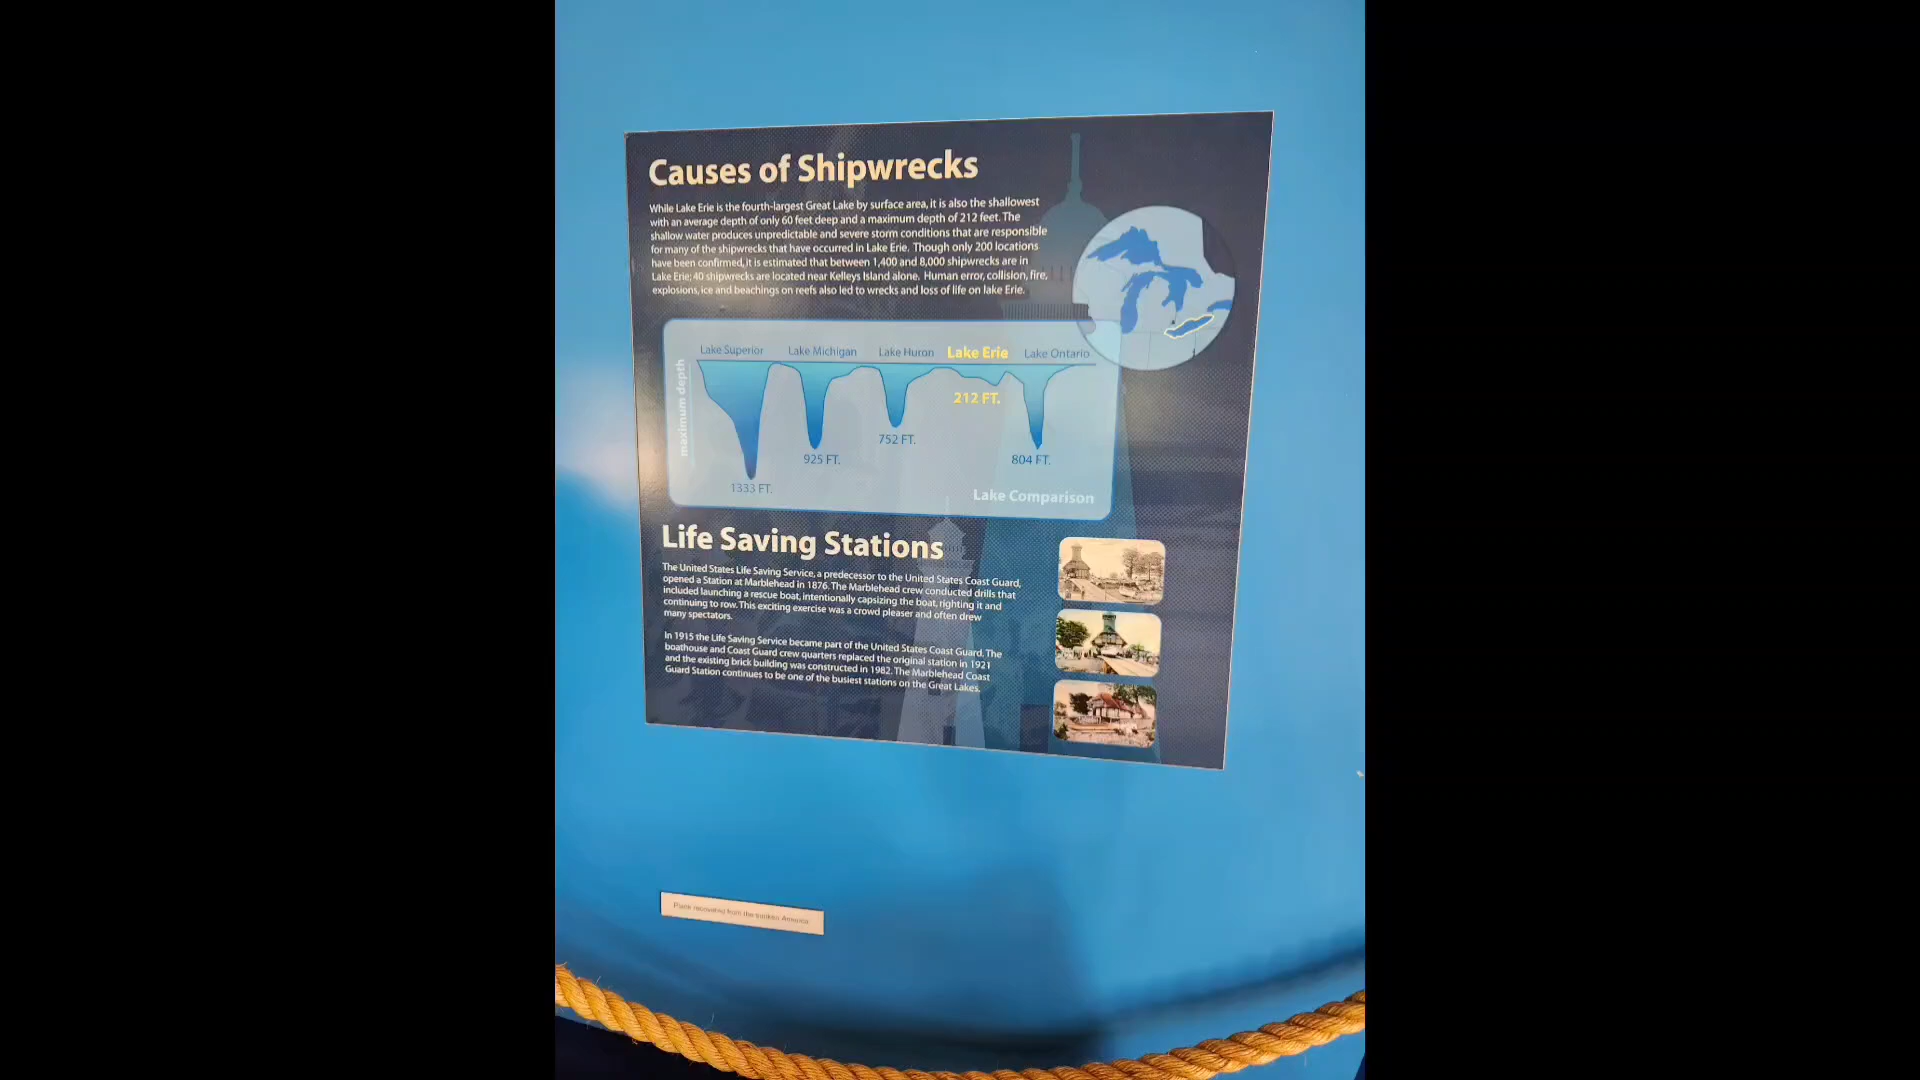 Causes of Shipwrecks
While Lake Erie is the fourth-largest Great Lake by surface area, it is also the shallowest
with an average depth of only 60 feet deep and a maximum depth of 212 feet. The
shallow water produces unpredictable and severe storm conditions that are responsible
for many of the shipwrecks that have occurred in Lake Erie. Though only 200 locations
have been confirmed, it is estimated that between 1,400 and 8,000 shipwrecks are in
Lake Erie; 40 shipwrecks are located near Kelleys Island alone. Human error, collision, fire,
explosions, ice and beachings on reefs also led to wrecks and loss of life on lake Erie.
Lake Superior Lake Michigan Lake Huron Lake Erie Lake Ontario
maximum depth
212 FT.
752 FT.
925 FT. 804 FT.
1333 FT.
Lake Comparison
Life Saving Stations
The United States Life Saving Service, a predecessor to the United States Coast Guard,
opened a Station at Marblehead in 1876. The Marblehead crew conducted drills that
included launching a rescue boat, intentionally capsizing the boat, righting it and
continuing to row. This exciting exercise was a crowd pleaser and often drew
many spectators.
In 1915 the Life Saving Service became part of the United States Coast Guard. The
boathouse and Coast Guard crew quarters replaced the original station in 1921
and the existing brick building was constructed in 1982. The Marblehead Coast
Guard Station continues to be one of the busiest stations on the Great Lakes.
from the sunken